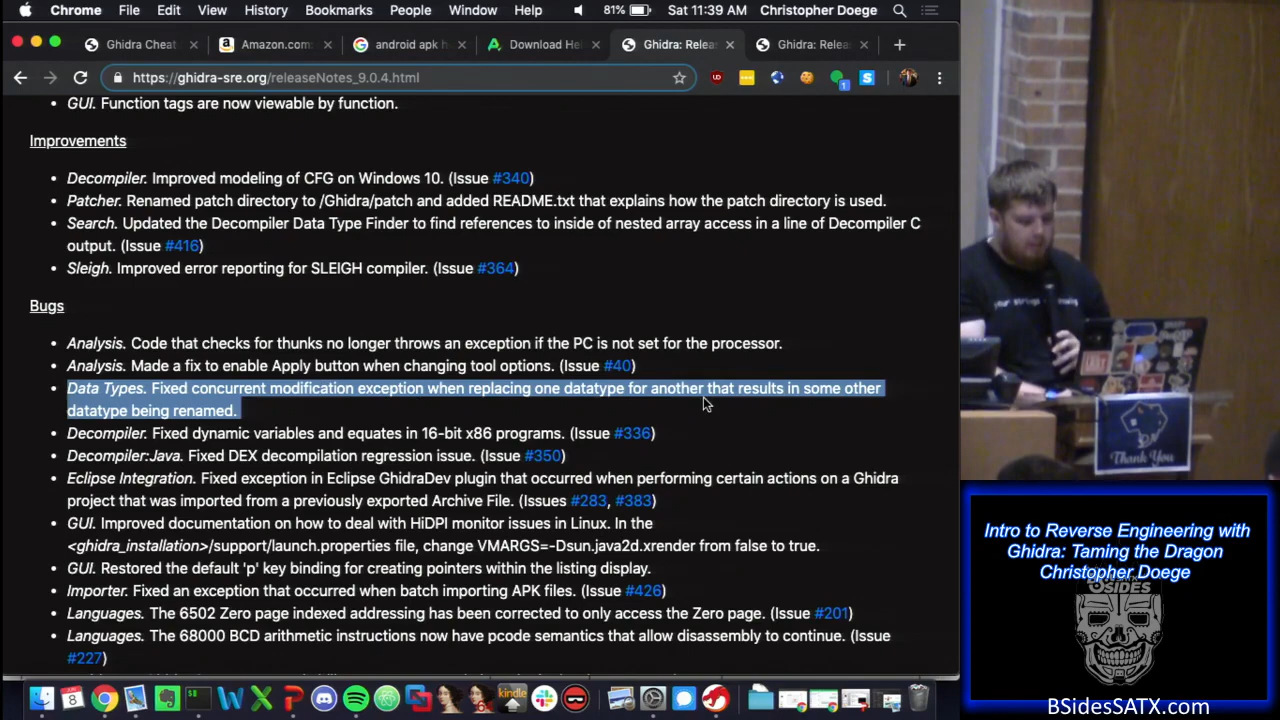 Chrome File Edit View History Bookmarks People Window Help 81% Sat 11:39 AM Christopher Doege
Ghidra Cheat
Amazon.com:
android apk h
Download Hel
Ghidra: Relea
Ghidra: Relea
https://ghidra-sre.org/releaseNotes_9.0.4.html
GUI. Function tags are now viewable by function.
Improvements
Decompiler. Improved modeling of CFG on Windows 10. (Issue #340)
Patcher. Renamed patch directory to /Ghidra/patch and added README.txt that explains how the patch directory is used.
Search. Updated the Decompiler Data Type Finder to find references to inside of nested array access in a line of Decompiler C
output. (Issue #416)
Sleigh. Improved error reporting for SLEIGH compiler. (Issue #364)
Bugs
Analysis. Code that checks for thunks no longer throws an exception if the PC is not set for the processor.
Analysis. Made a fix to enable Apply button when changing tool options. (Issue #40)
Data Types. Fixed concurrent modification exception when replacing one datatype for another that results in some other
datatype being renamed.
Decompiler. Fixed dynamic variables and equates in 16-bit x86 programs. (Issue #336)
Decompiler:Java. Fixed DEX decompilation regression issue. (Issue #350)
Eclipse Integration. Fixed exception in Eclipse GhidraDev plugin that occurred when performing certain actions on a Ghidra
project that was imported from a previously exported Archive File. (Issues #283, #383)
GUI. Improved documentation on how to deal with HiDPI monitor issues in Linux. In the
<ghidra_installation>/support/launch.properties file, change VMARGS=-Dsun.java2d.xrender from false to true.
GUI. Restored the default 'p' key binding for creating pointers within the listing display.
Importer. Fixed an exception that occurred when batch importing APK files. (Issue #426)
Languages. The 6502 Zero page indexed addressing has been corrected to only access the Zero page. (Issue #201)
Languages. The 68000 BCD arithmetic instructions now have pcode semantics that allow disassembly to continue. (Issue
#227)
kindle
your strings
Thank You
Intro to Reverse Engineering with
Ghidra: Taming the Dragon
Christopher Doege
SIDES
BSidesSATX.com